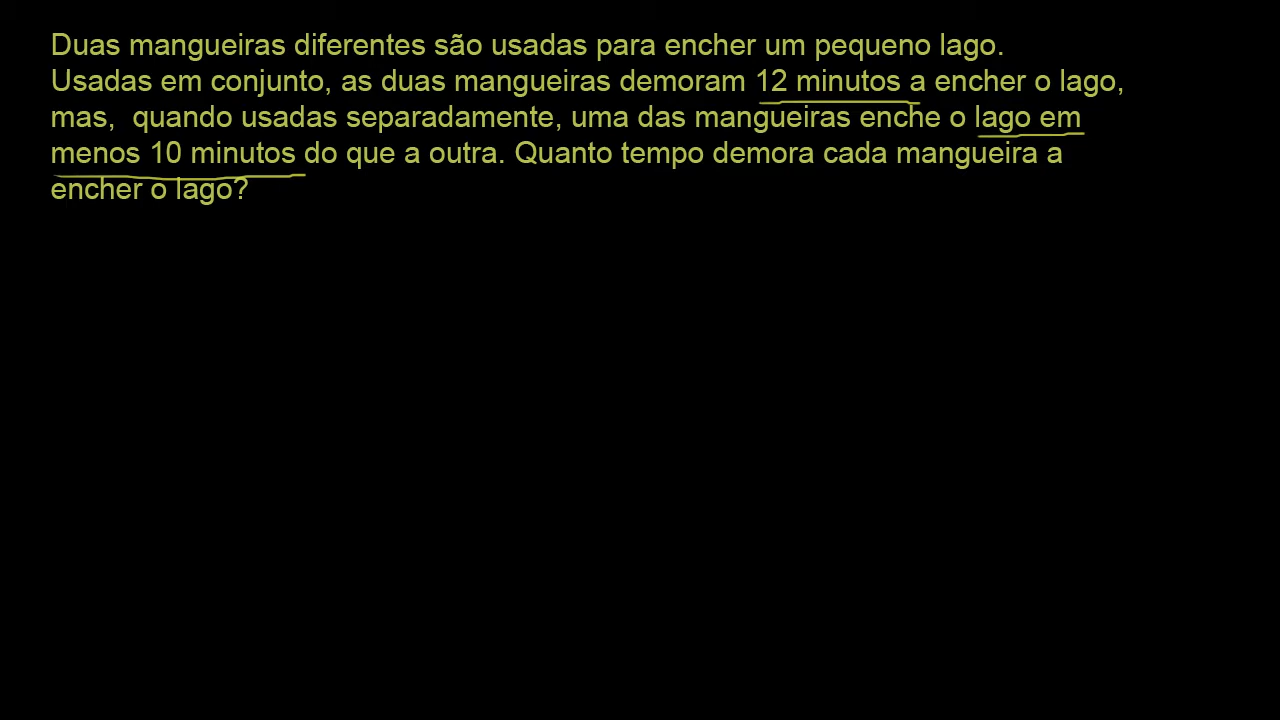 Duas mangueiras diferentes são usadas para encher um pequeno lago.
Usadas em conjunto, as duas mangueiras demoram 12 minutos a encher o lago,
mas,  quando usadas separadamente, uma das mangueiras enche o lago em
menos 10 minutos do que a outra. Quanto tempo demora cada mangueira a
encher o lago?